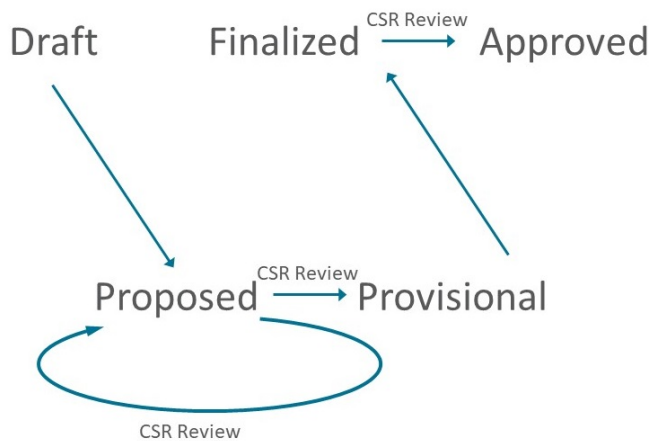 Draft
Finalized
CSR Review
Approved
Proposed
CSR Review
Provisional
CSR Review